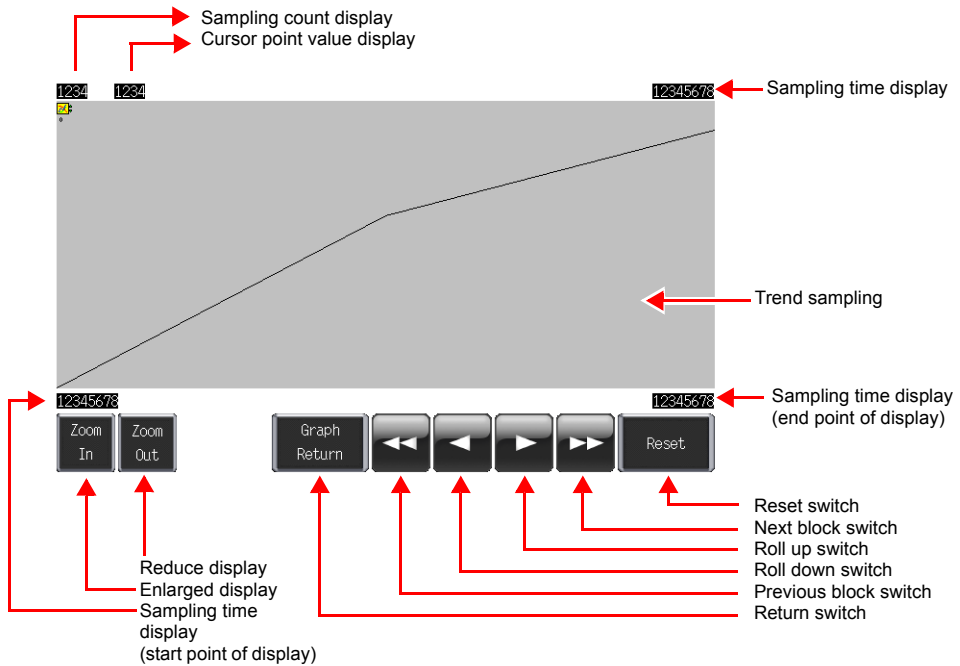 Sampling count display
Cursor point value display
1234
1234
12345678
Sampling time display
24
Trend sampling
12345678
12345678
Sampling time display
(end point of display)
Zoom
In
Zoom
Out
Graph
Return
Reset
Reset switch
Next block switch
Roll up switch
Roll down switch
Previous block switch
Return switch
Reduce display
Enlarged display
Sampling time
display
(start point of display)